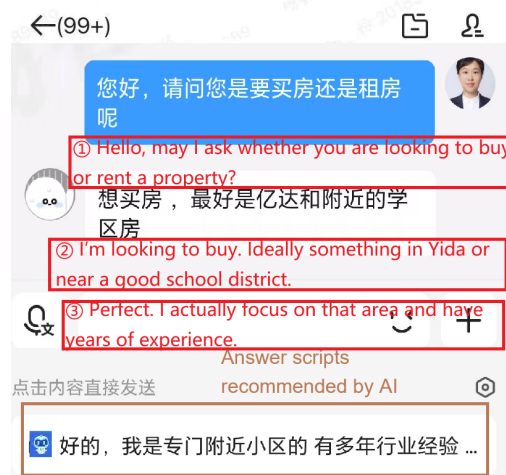 (99+)
您好，请问您是要买房还是租房
呢
① Hello, may I ask whether you are looking to buy
or rent a property?
想买房 ，最好是亿达和附近的学
区房
② I'm looking to buy. Ideally something in Yida or
near a good school district.
③ Perfect. I actually focus on that area and have
years of experience.
文
Answer scripts
recommended by AI
点击内容直接发送
好的，我是专门附近小区的 有多年行业经验 ...